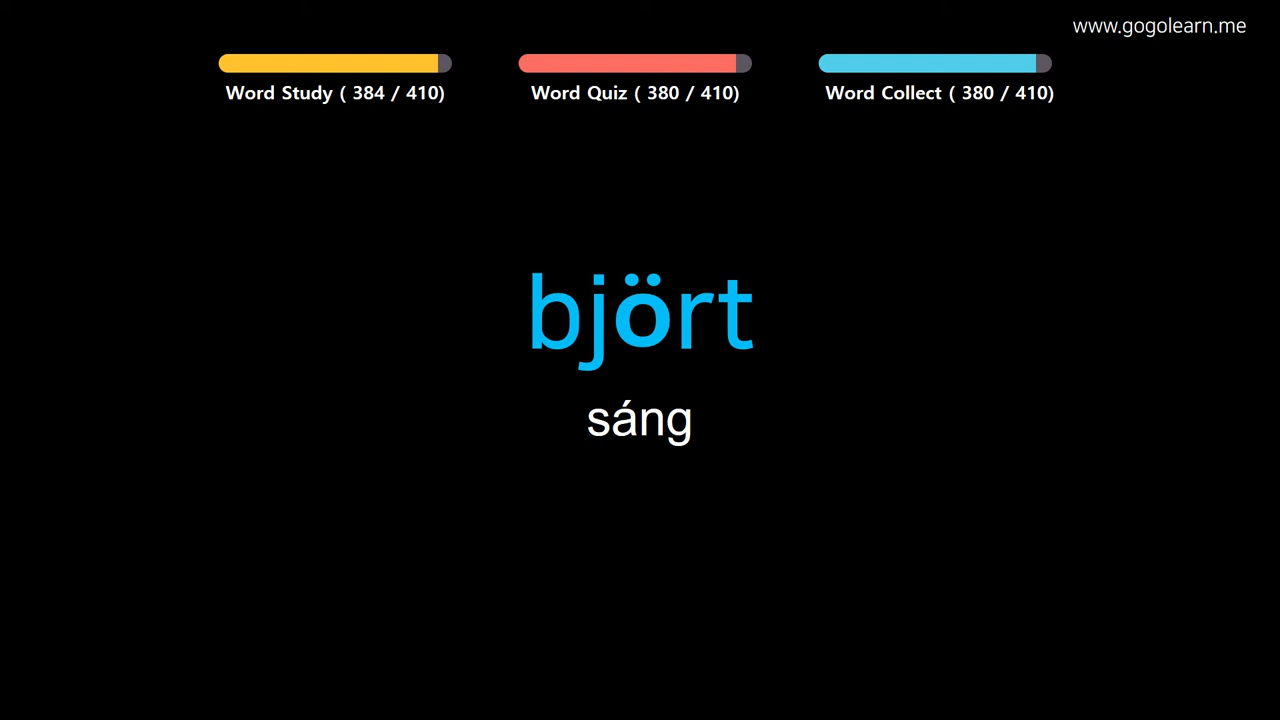 www.gogolearn.me
Word Study ( 384 / 410)
Word Quiz ( 380 / 410)
Word Collect ( 380 / 410)
björt
sáng